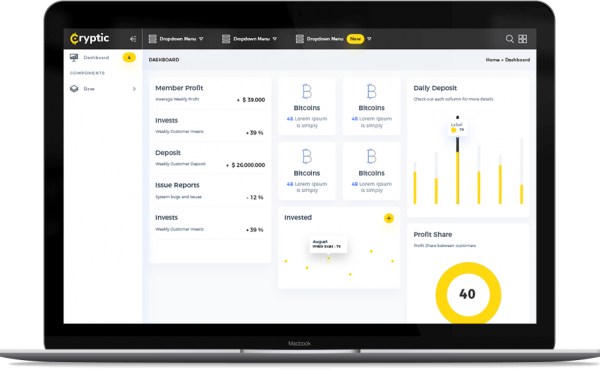 Cryptic
Dropdown Menu
Dropdown Menu
Dropdown Menu
New
Dashboard
4
COMPONENTS
DASHBOARD
Home > Dashboard
Member Profit
Average Weekly Profit
+ $ 39.000
Invests
Weekly Customer Invests
+ 39 %
Deposit
Weekly Customer Deposit
+ $ 26.000.000
Issue Reports
System bugs and issues
- 12 %
Invests
Weekly Customer Invests
+ 39 %
Bitcoins
48 Lorem Ipsum
is simply
Bitcoins
48 Lorem Ipsum
is simply
Bitcoins
48 Lorem Ipsum
is simply
Bitcoins
48 Lorem Ipsum
is simply
Invested
+
August
Daily Deposit
Check out each column for more details
Label
Profit Share
Profit Share between customers
40
Macbook